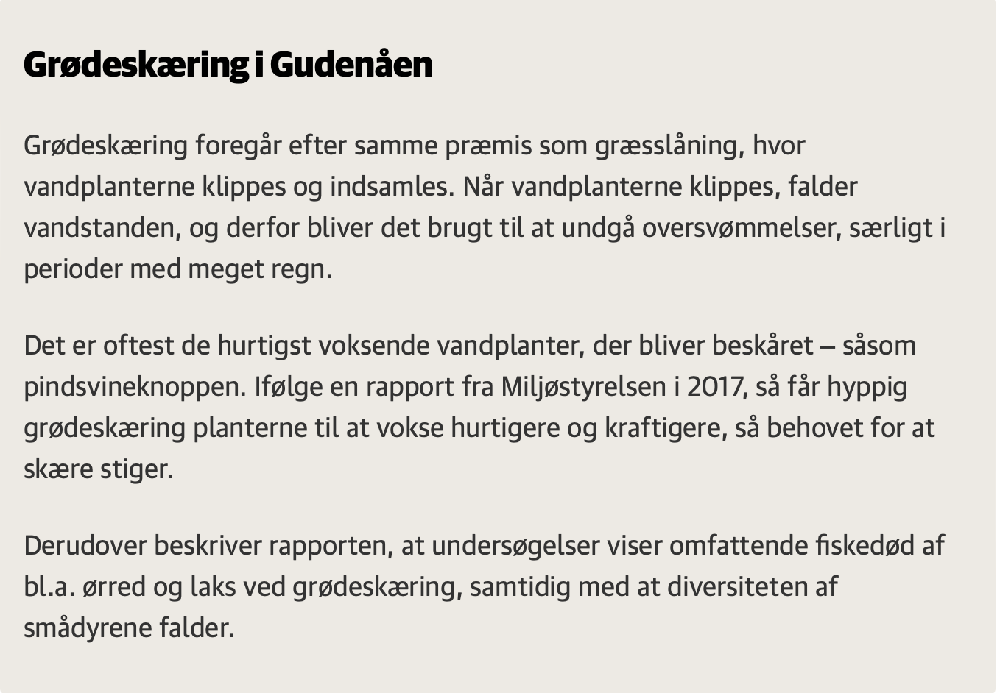 Grødeskæring i Gudenåen
Grødeskæring foregår efter samme præmis som græsslåning, hvor
vandplanterne klippes og indsamles. Når vandplanterne klippes, falder
vandstanden, og derfor bliver det brugt til at undgå oversvømmelser, særligt i
perioder med meget regn.
Det er oftest de hurtigst voksende vandplanter, der bliver beskåret – såsom
pindsvineknoppen. Ifølge en rapport fra Miljøstyrelsen i 2017, så får hyppig
grødeskæring planterne til at vokse hurtigere og kraftigere, så behovet for at
skære stiger.
Derudover beskriver rapporten, at undersøgelser viser omfattende fiskedød af
bl.a. ørred og laks ved grødeskæring, samtidig med at diversiteten af
smådyrene falder.